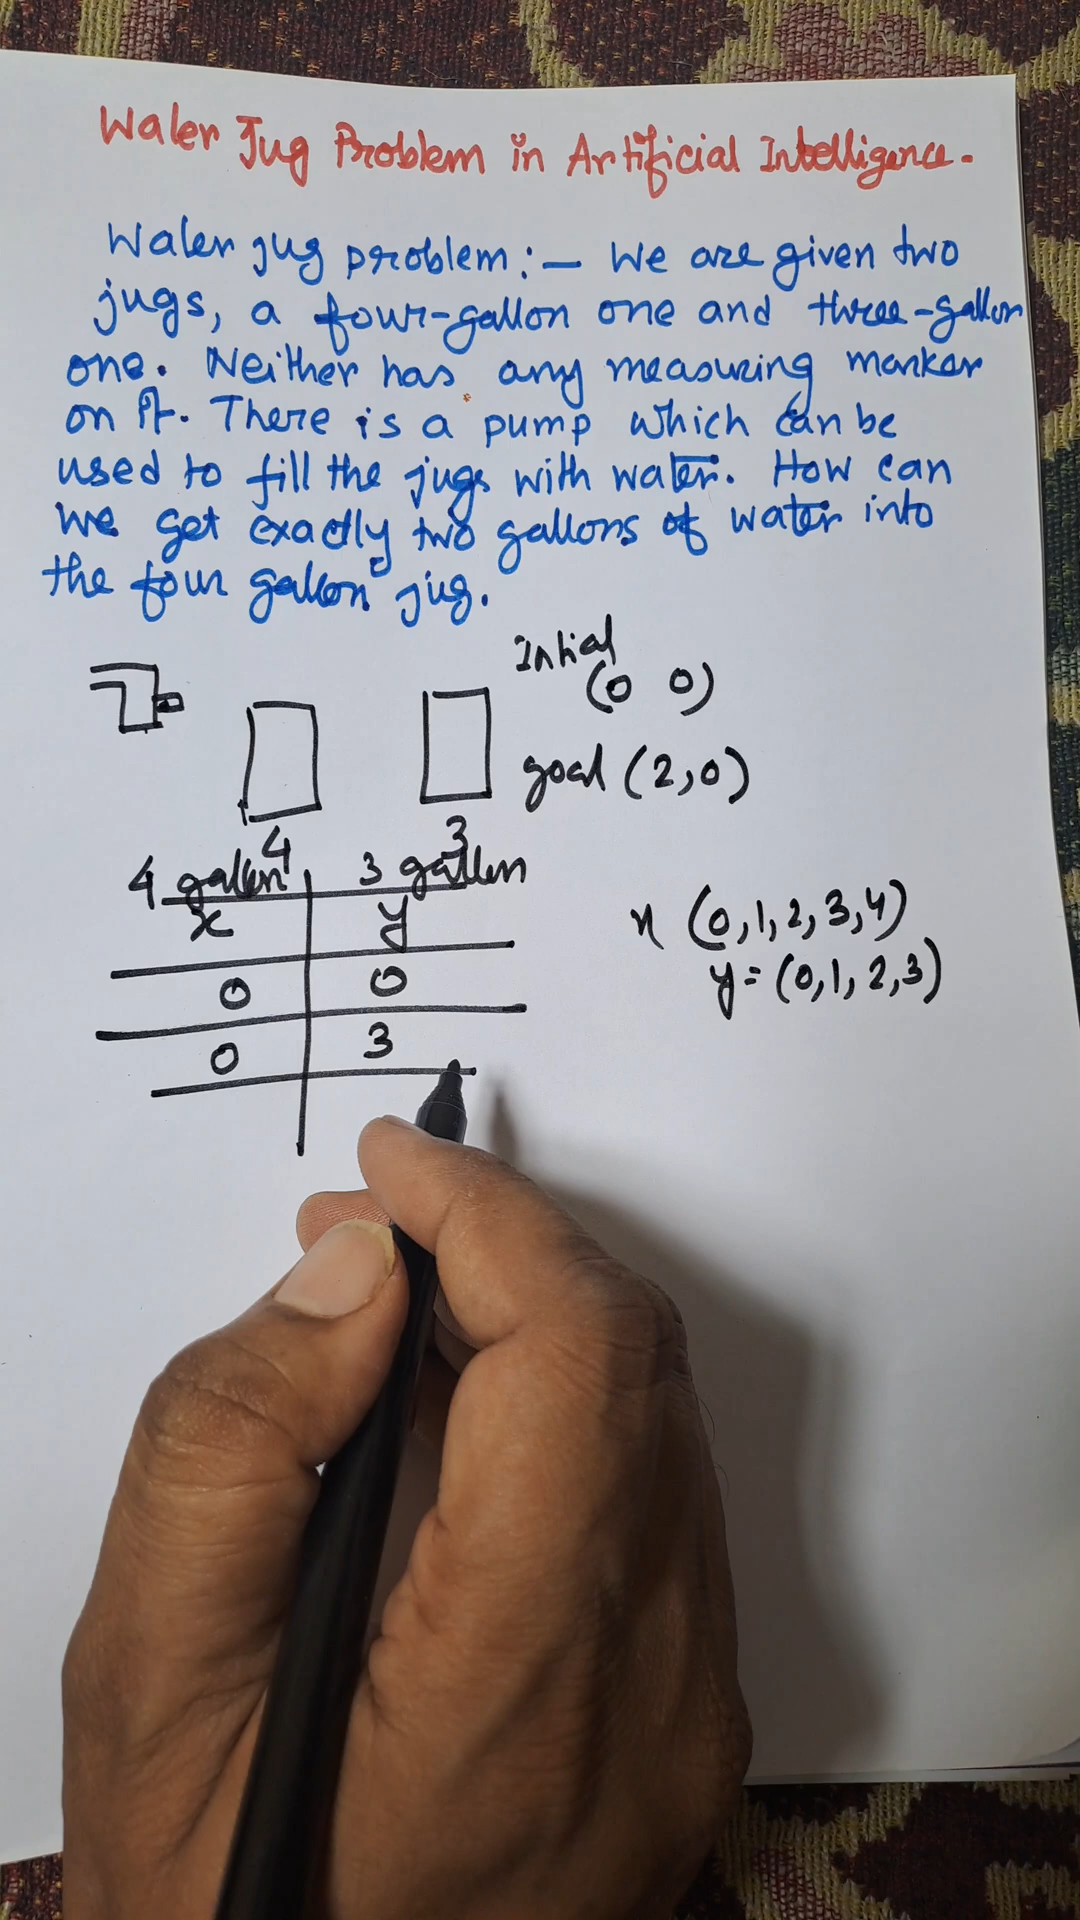 Water Jug Problem in Artificial Intelligence.
Water jug problem:- We are given two
jugs, a four-gallon one and three-gallon
one. Neither has any measuring marker
on it. There is a pump which can be
used to fill the jugs with water. How can
we get exactly two gallons of water into
the four gallon jug.
Intial
(0 0)
goal (2,0)
4 3
4 gallen 3 gallen
x y
x (0,1,2,3,4)
y=(0,1,2,3)
0 0
0 3